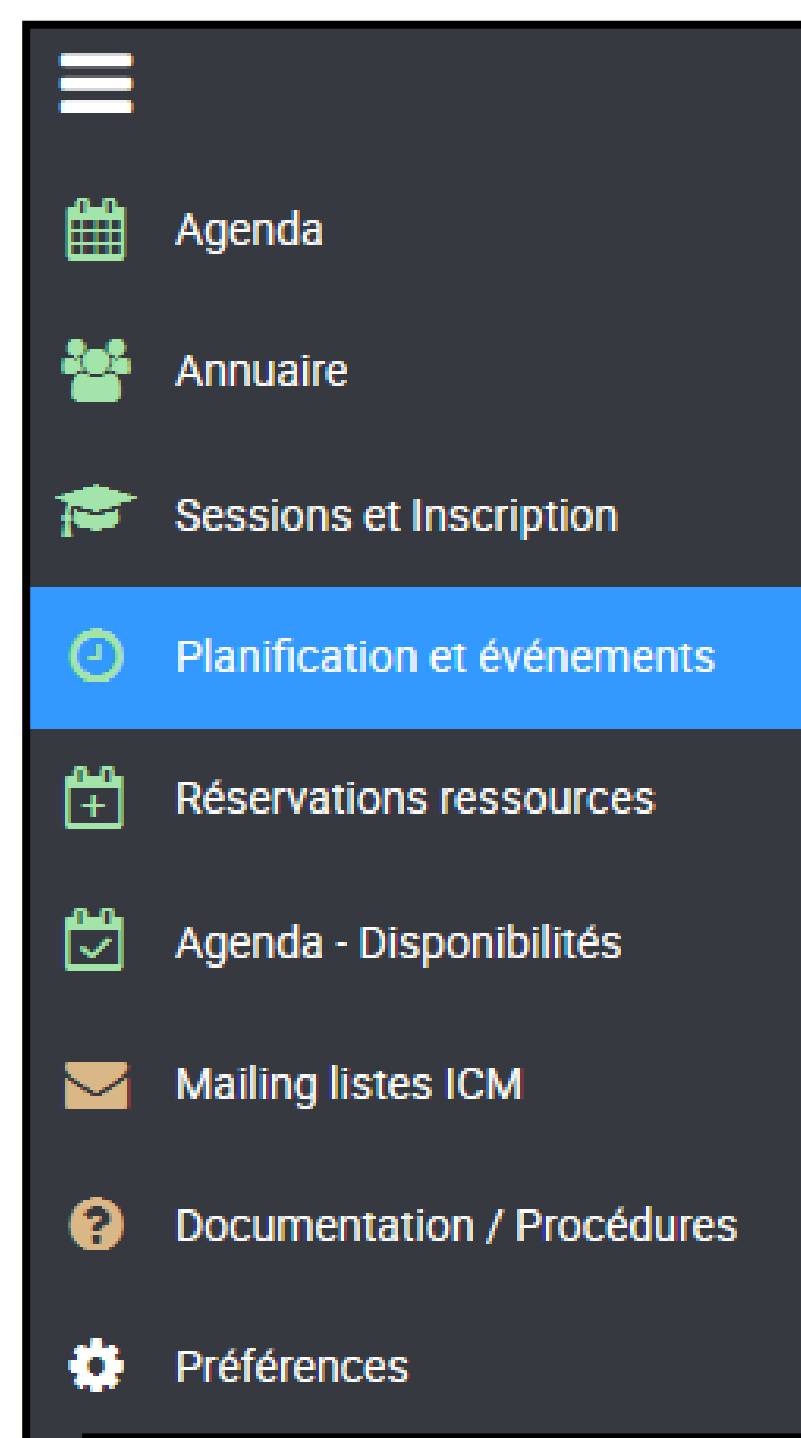 Agenda
Annuaire
Sessions et Inscription
Planification et événements
Réservations ressources
Agenda - Disponibilités
Mailing listes ICM
Documentation / Procédures
Préférences